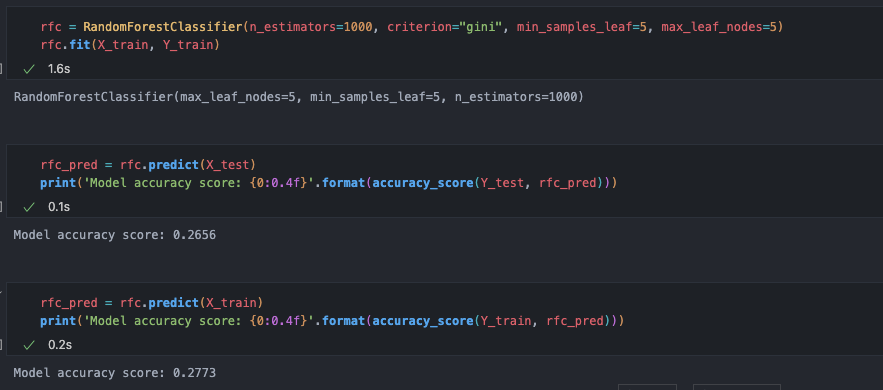 rfc = RandomForestClassifier(n_estimators=1000, criterion="gini", min_samples_leaf=5, max_leaf_nodes=5)
rfc.fit(X_train, Y_train)
] ✓ 1.6s
RandomForestClassifier(max_leaf_nodes=5, min_samples_leaf=5, n_estimators=1000)
rfc_pred = rfc.predict(X_test)
print('Model accuracy score: {0:0.4f}'.format(accuracy_score(Y_test, rfc_pred)))
] ✓ 0.1s
Model accuracy score: 0.2656
rfc_pred = rfc.predict(X_train)
print('Model accuracy score: {0:0.4f}'.format(accuracy_score(Y_train, rfc_pred)))
] ✓ 0.2s
Model accuracy score: 0.2773